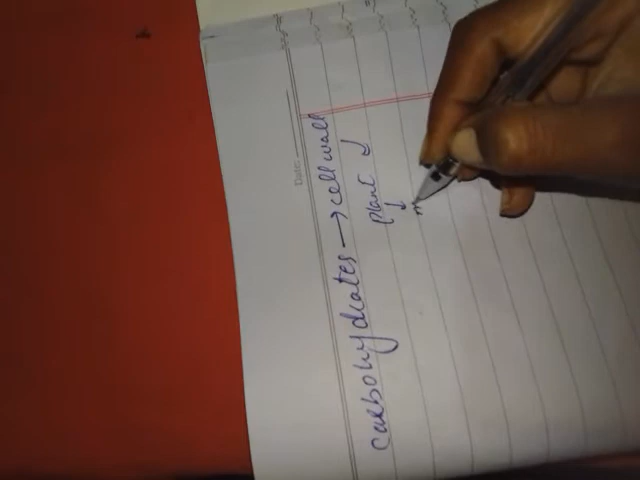 Date:
Carbohydrates → cell wall
Plant ↓
↓